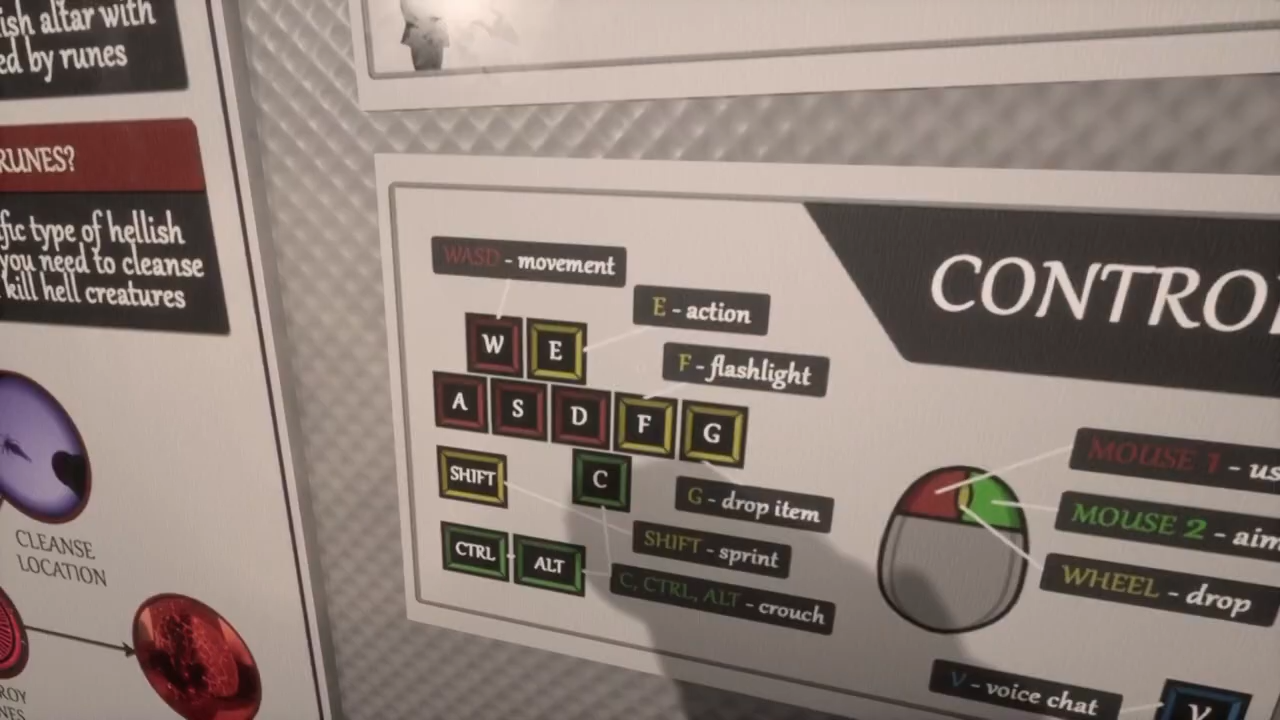 ish altar with
ed by runes
RUNES?
fic type of hellish
you need to cleanse
kill hell creatures
CLEANSE
LOCATION
ROY
NES
CONTRO
WASD - movement
E - action
F - flashlight
W
E
A
S
D
F
G
SHIFT
C
G - drop item
CTRL
ALT
SHIFT - sprint
C, CTRL, ALT - crouch
MOUSE 1 - us
MOUSE 2 - aim
WHEEL - drop
V - voice chat
V